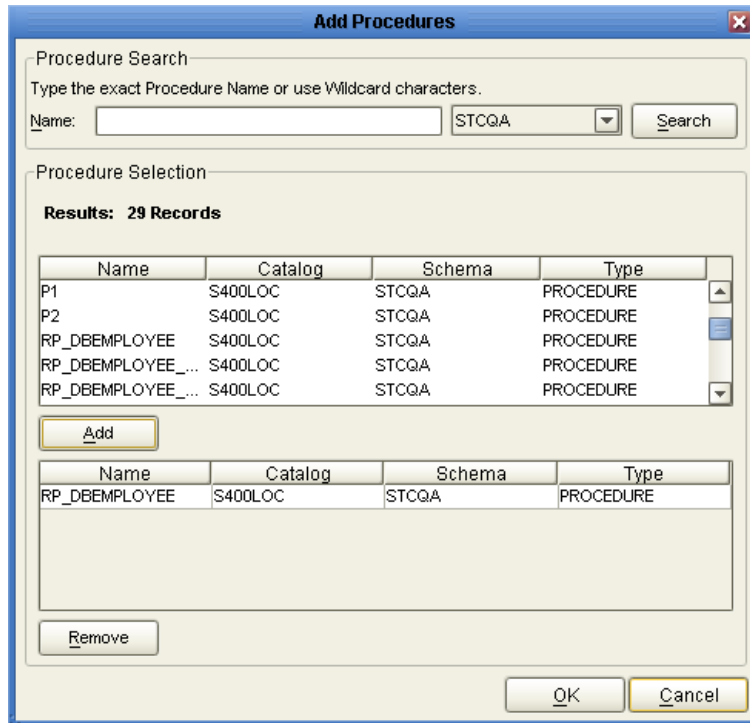 Add Procedures
Procedure Search
Type the exact Procedure Name or use Wildcard characters.
Name: STCQA Search
Procedure Selection
Results: 29 Records
Name Catalog Schema Type
P1 S400LOC STCQA PROCEDURE
P2 S400LOC STCQA PROCEDURE
RP_DBEMPLOYEE S400LOC STCQA PROCEDURE
RP_DBEMPLOYEE_... S400LOC STCQA PROCEDURE
RP_DBEMPLOYEE_... S400LOC STCQA PROCEDURE
Add
Name Catalog Schema Type
RP_DBEMPLOYEE S400LOC STCQA PROCEDURE
Remove
OK Cancel